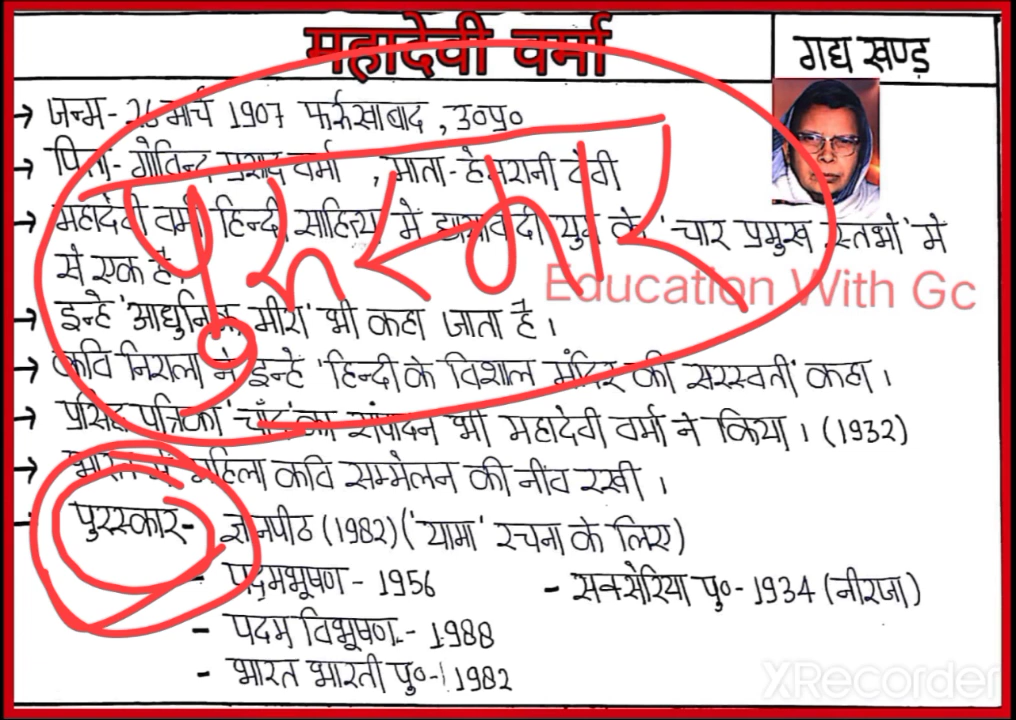 महादेवी वर्मा
गद्य खण्ड़
→ जन्म - 26 मार्च 1907 फर्रुखाबाद , उ०प्र०
→ पिता - गोविन्द प्रसाद वर्मा , माता - हेमरानी देवी
→ महादेवी वर्मा हिन्दी साहित्य में छायावादी युग के 'चार प्रमुख स्तंभों' में
से एक है।
→ इन्हे 'आधुनिक मीरा' भी कहा जाता है।
→ कवि निराला ने इन्हे 'हिन्दी के विशाल मंदिर की सरस्वती' कहा।
→ प्रसिद्ध पत्रिका 'चाँद' का संपादन भी महादेवी वर्मा ने किया। (1932)
→ भारत में महिला कवि सम्मेलन की नींव रखी।
- पुरस्कार - ज्ञानपीठ (1982) ('यामा' रचना के लिए)
- पद्मभूषण - 1956 - सक्सेरिया पु० - 1934 (नीरजा)
- पदम विभूषण - 1988
- भारत भारती पु० - 1982
पुरस्कार
Education With Gc
XRecorder